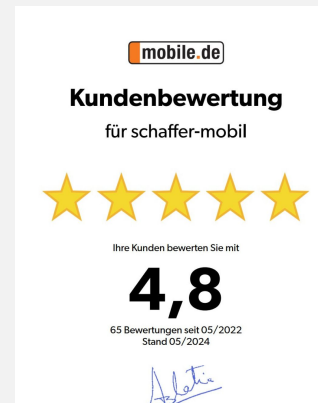 mobile.de
Kundenbewertung
für schaffer-mobil
Ihre Kunden bewerten Sie mit
4,8
65 Bewertungen seit 05/2022
Stand 05/2024